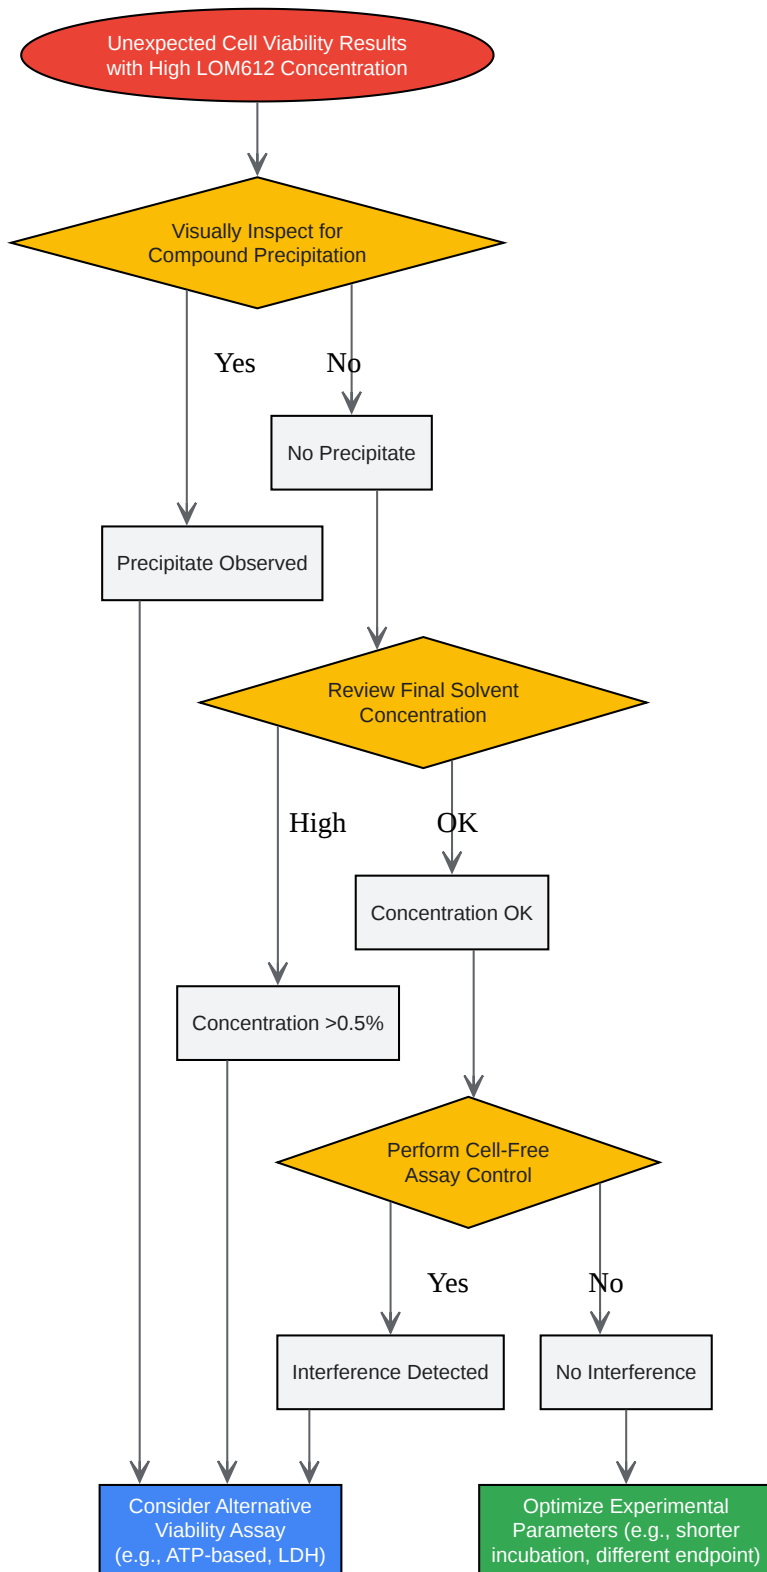 Unexpected Cell Viability Results
with High LOM612 Concentration
Visually Inspect for
Compound Precipitation
Yes
No
No Precipitate
Precipitate Observed
Review Final Solvent
Concentration
High
OK
Concentration OK
Concentration >0.5%
Perform Cell-Free
Assay Control
Yes
No
Interference Detected
No Interference
Consider Alternative
Viability Assay
(e.g., ATP-based, LDH)
Optimize Experimental
Parameters (e.g., shorter
incubation, different endpoint)